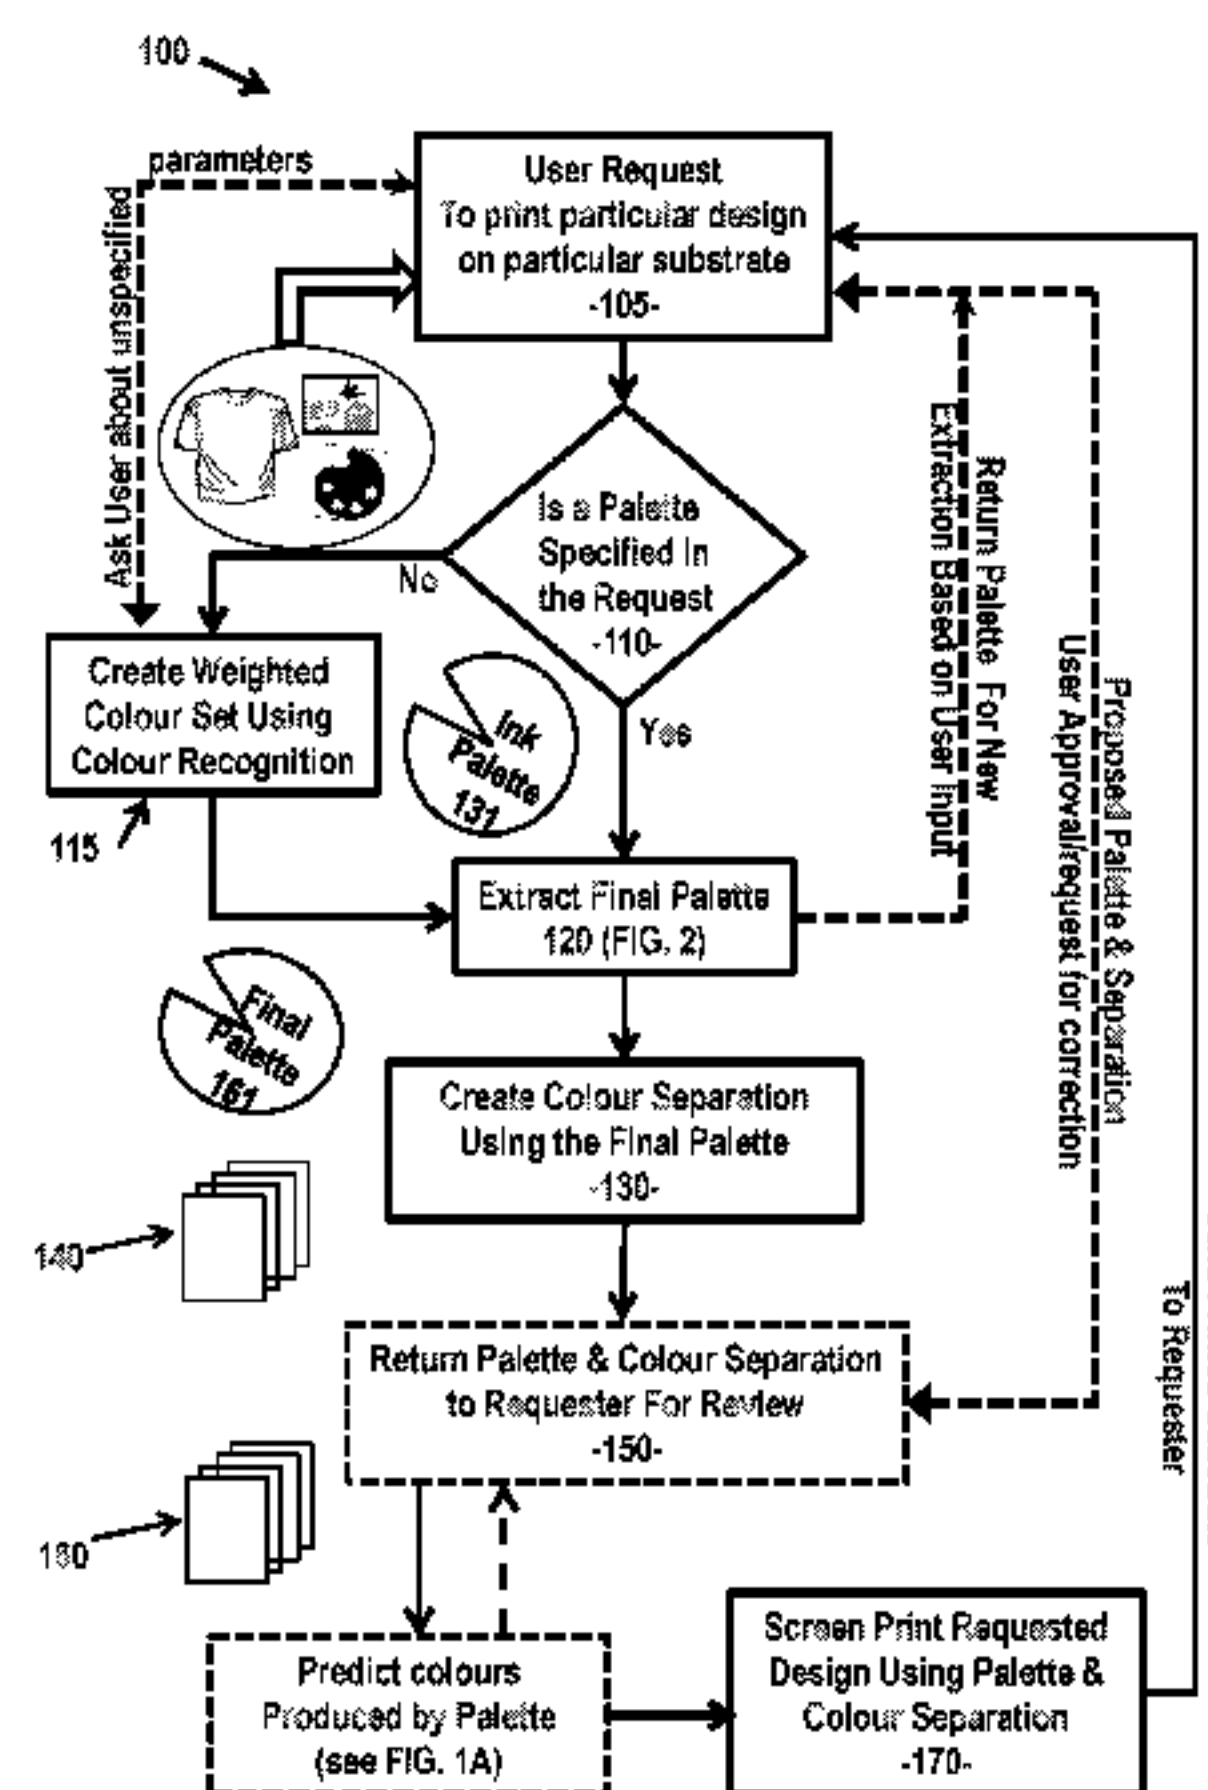 100
parameters
Ask User about unspecified
User Request
To print particular design
on particular substrate
-105-
Is a Palette
Specified In
the Request
-110-
No
Yes
Create Weighted
Colour Set Using
Colour Recognition
115
Ink
Palette
131
Extract Final Palette
120 (FIG. 2)
Return Palette For New
Extraction Based on User Input
Proposed Palette & Separation
User Approval/request for correction
Final
Palette
161
Create Colour Separation
Using the Final Palette
-130-
140
Return Palette & Colour Separation
to Requester For Review
-150-
To Requester
Predict colours
Produced by Palette
(see FIG. 1A)
Screen Print Requested
Design Using Palette &
Colour Separation
-170-